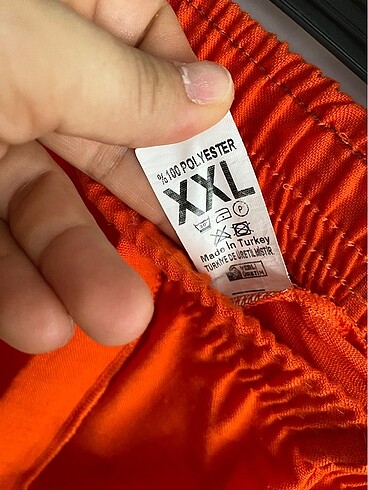 %100 POLYESTER
XXL
P
Made In Turkey
TÜRKİYE DE ÜRETİLMİŞTİR